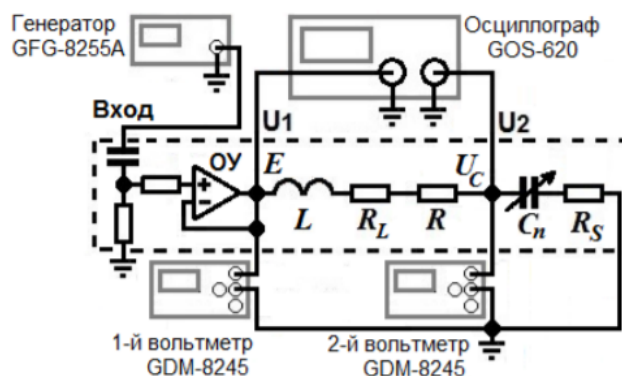 Генератор
GFG-8255A
Осциллограф
GOS-620
Вход
U1
U2
ОУ
E
U_C
+
−
L
R_L
R
C_n
R_S
1-й вольтметр
GDM-8245
2-й вольтметр
GDM-8245